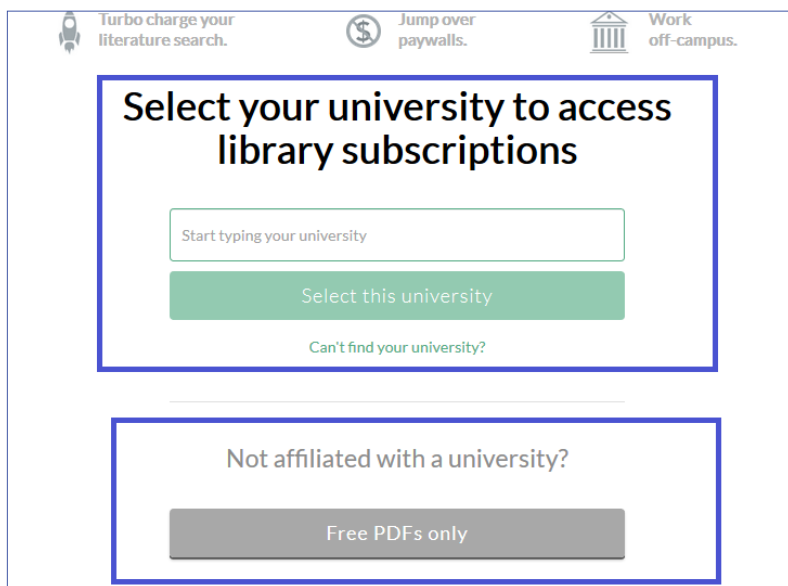 Turbo charge your
literature search.
Jump over
paywalls.
Work
off-campus.
Select your university to access
library subscriptions
Start typing your university
Select this university
Can't find your university?
Not affiliated with a university?
Free PDFs only